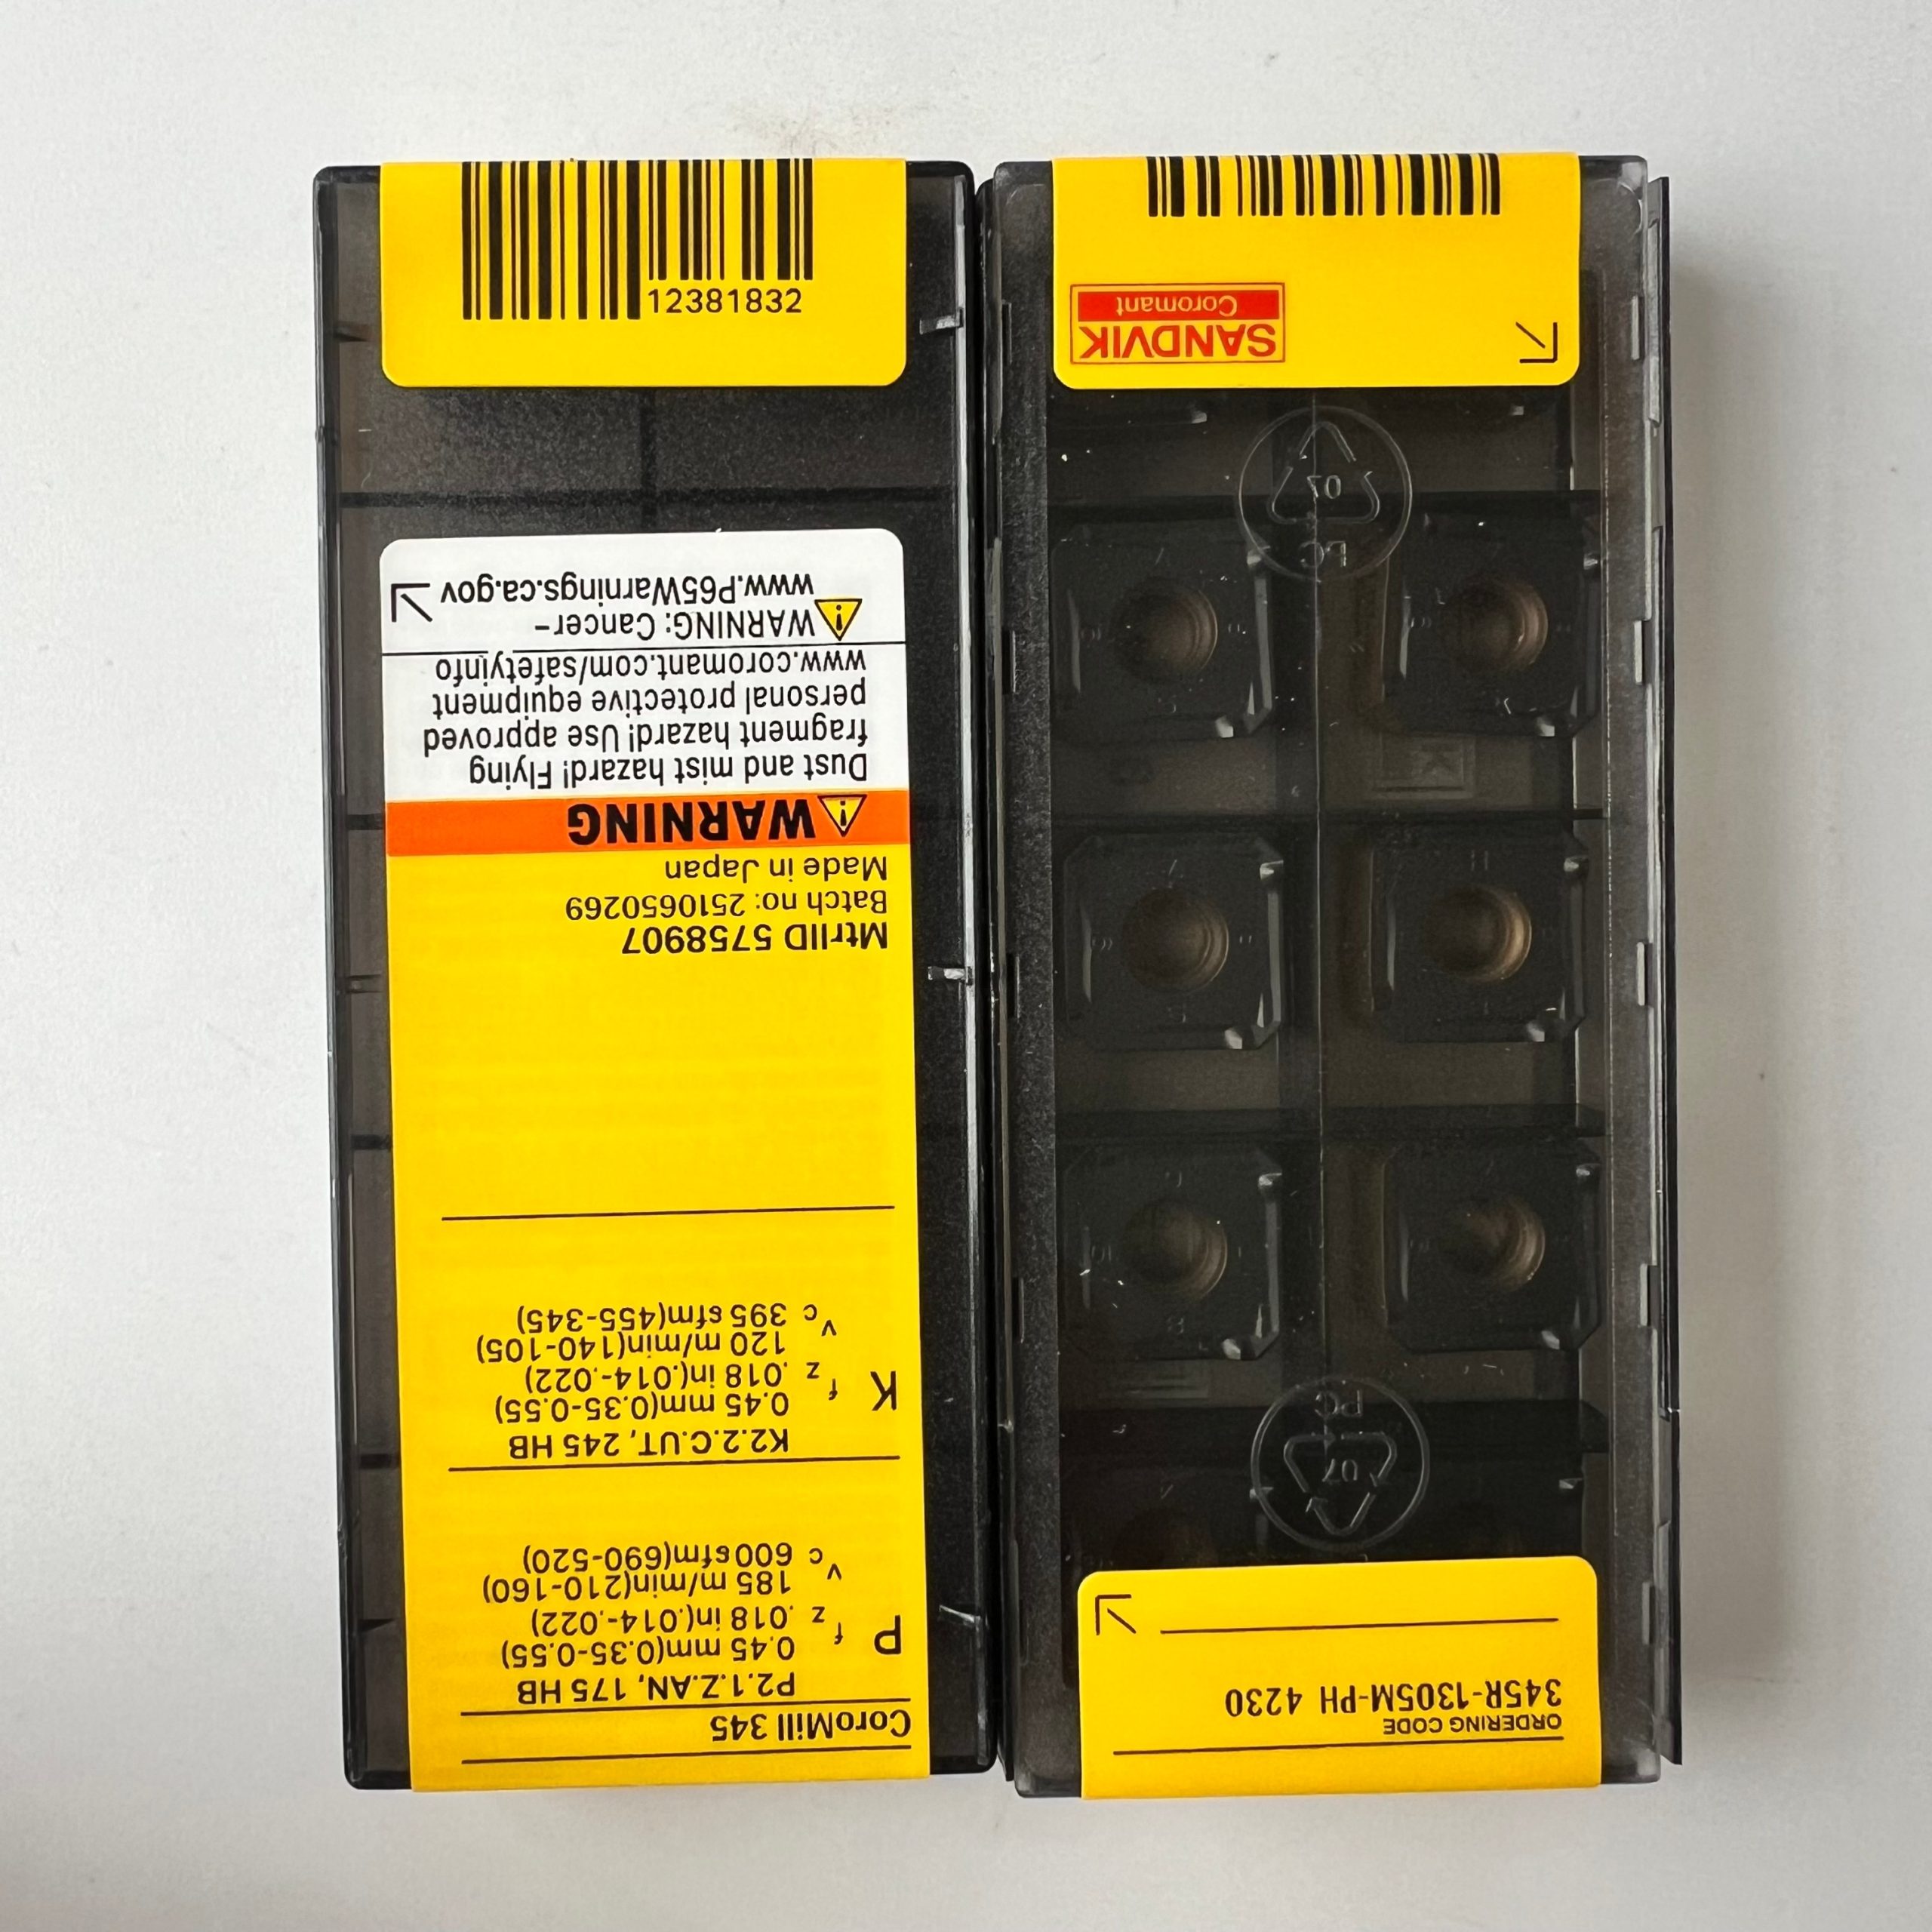 CoroMill 345
P2.1.Z.AN, 175 HB
P
f z 0.45 mm(0.35-0.55)
.018 in(.014-.022)
v c 185 m/min(210-160)
600 sfm(690-520)
K2.2.C.UT, 245 HB
K
f z 0.45 mm(0.35-0.55)
.018 in(.014-.022)
v c 120 m/min(140-105)
395 sfm(455-345)
MtrlID 5758907
Batch no: 2510650269
Made in Japan
WARNING
Dust and mist hazard! Flying
fragment hazard! Use approved
personal protective equipment
www.coromant.com/safetyinfo
WARNING: Cancer-
www.P65Warnings.ca.gov
12381832
ORDERING CODE
345R-1305M-PH 4230
07
PC
07
PC
SANDVIK
Coromant